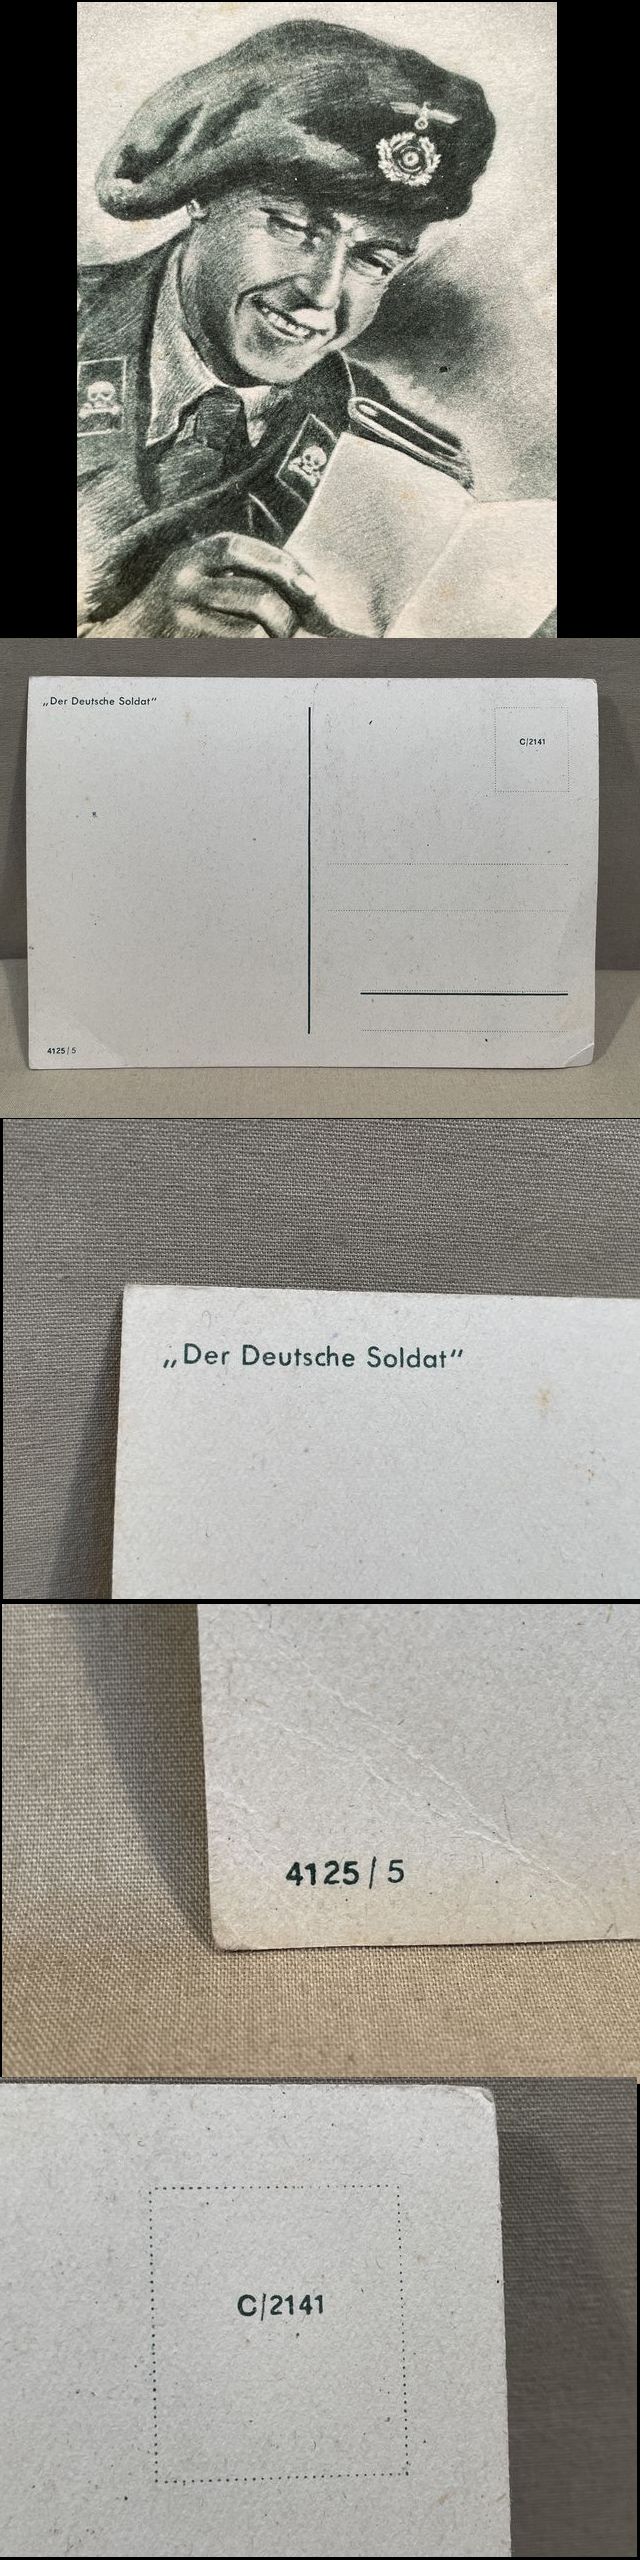 „Der Deutsche Soldat“
C/2141
4125/5
„Der Deutsche Soldat“
4125/5
C/2141